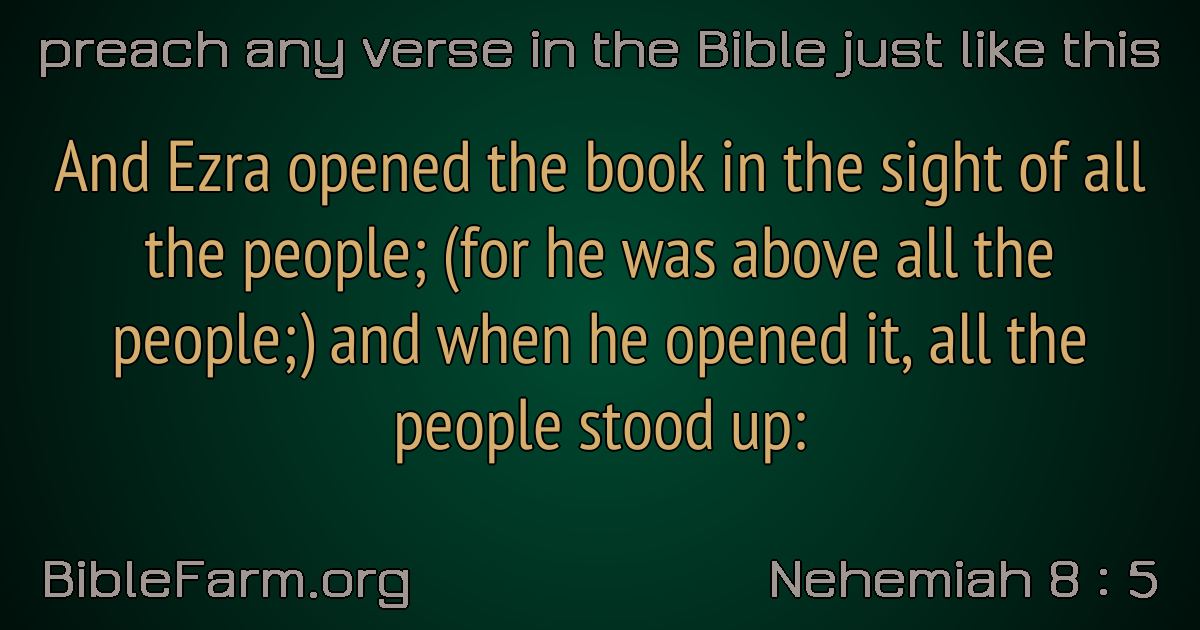 preach any verse in the Bible just like this
And Ezra opened the book in the sight of all
the people; (for he was above all the
people;) and when he opened it, all the
people stood up:
BibleFarm.org
Nehemiah 8 : 5